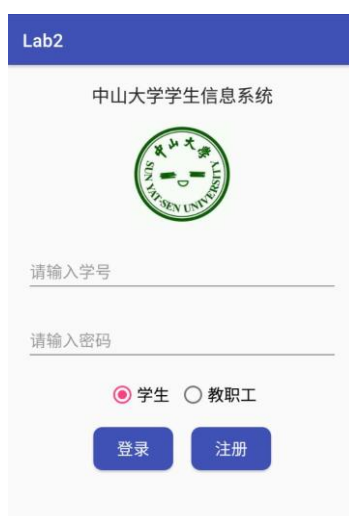 Lab2
中山大学学生信息系统
中山大学
SUN YAT-SEN UNIVERSITY
请输入学号
请输入密码
学生 教职工
登录 注册